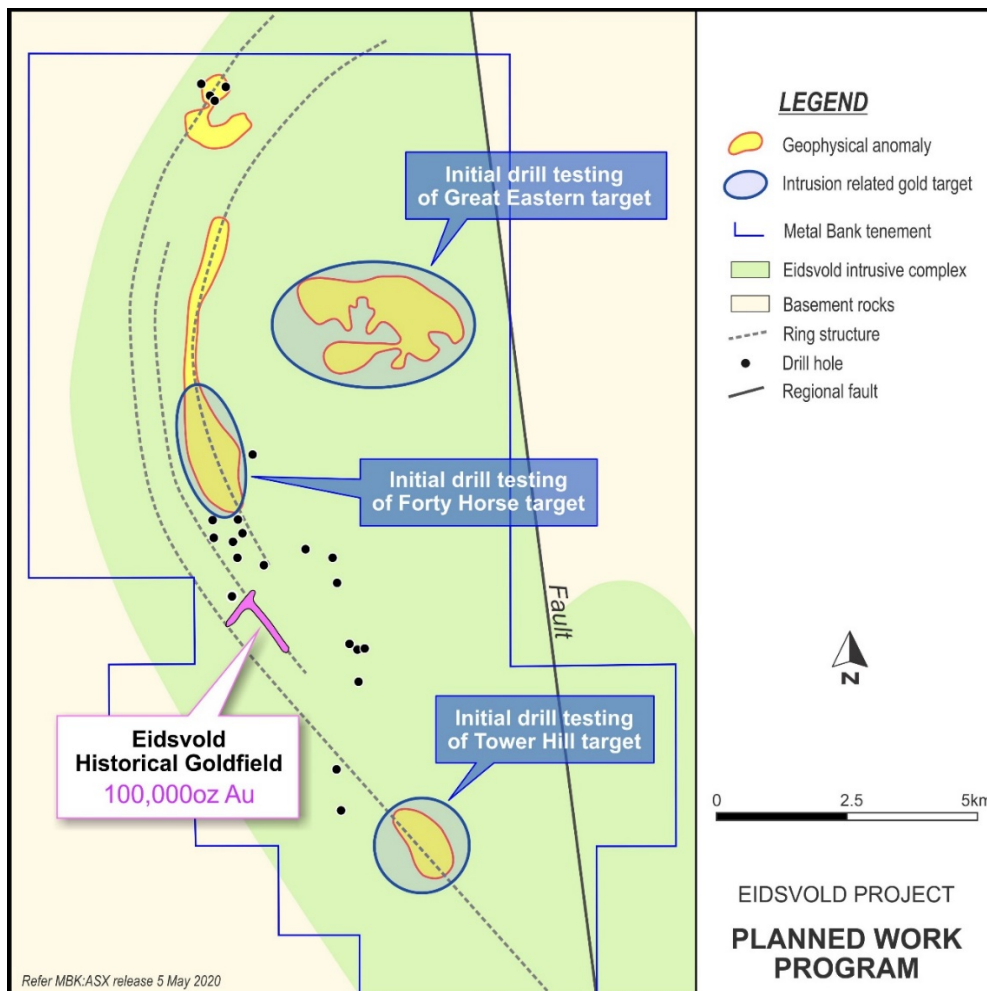 Initial drill testing
of Great Eastern target
Initial drill testing
of Forty Horse target
Fault
Eidsvold
Historical Goldfield
100,000oz Au
Initial drill testing
of Tower Hill target
Refer MBK:ASX release 5 May 2020
LEGEND
Geophysical anomaly
Intrusion related gold target
Metal Bank tenement
Eidsvold intrusive complex
Basement rocks
Ring structure
Drill hole
Regional fault
N
0 2.5 5km
EIDSVOLD PROJECT
PLANNED WORK
PROGRAM